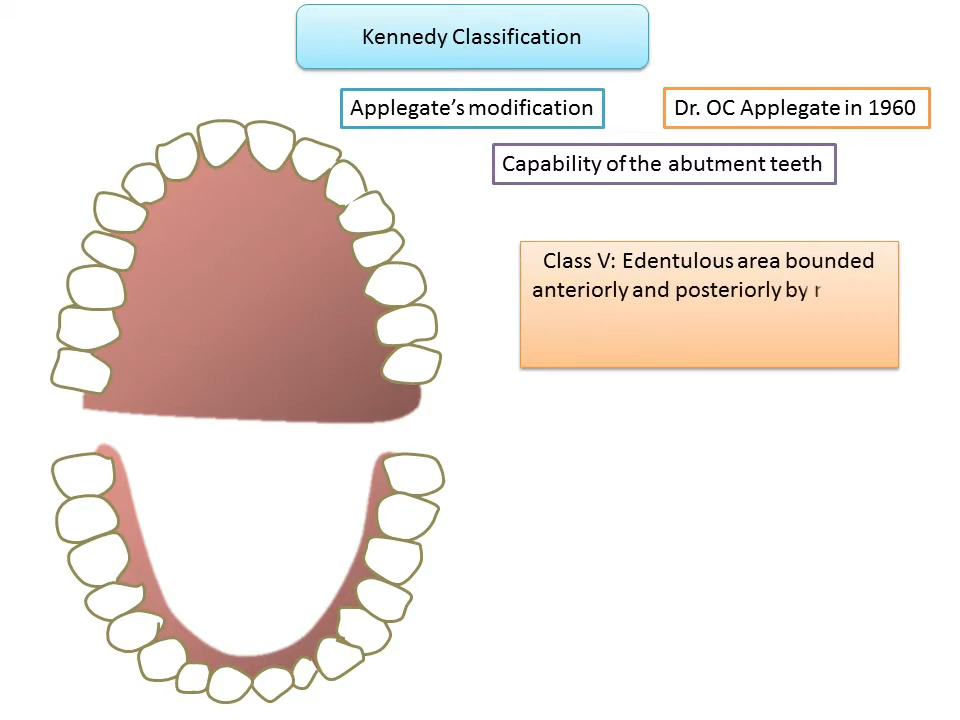 Kennedy Classification
Applegate's modification
Dr. OC Applegate in 1960
Capability of the abutment teeth
Class V: Edentulous area bounded
anteriorly and posteriorly by